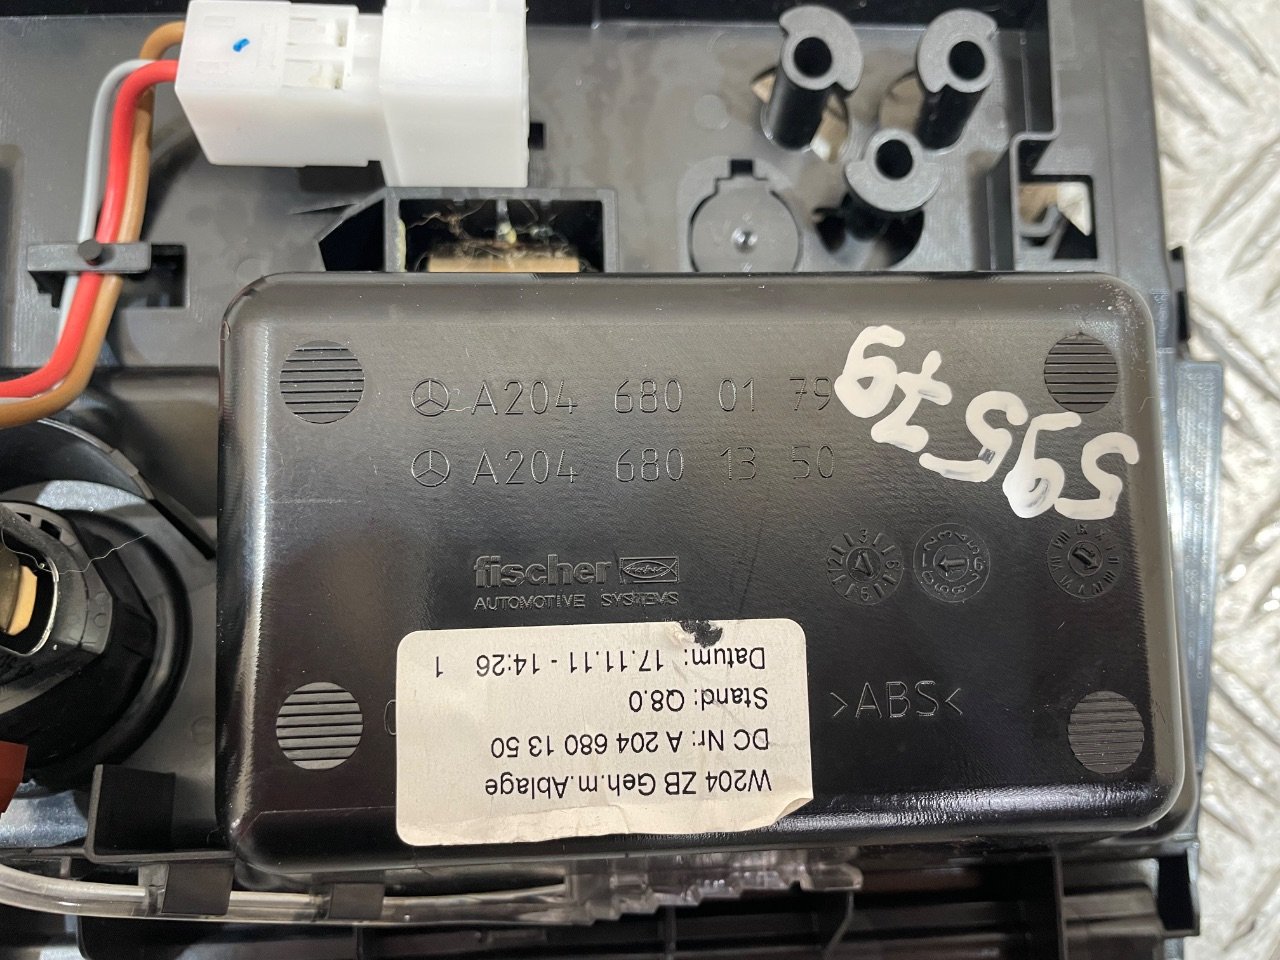 A204 680 01 79
A204 680 13 50
59579
fischer
AUTOMOTIVE SYSTEMS
>ABS<
W204 ZB Geh.m.Ablage
DC Nr: A 204 680 13 50
Stand: Q8.0
Datum: 17.11.11 - 14:26 1